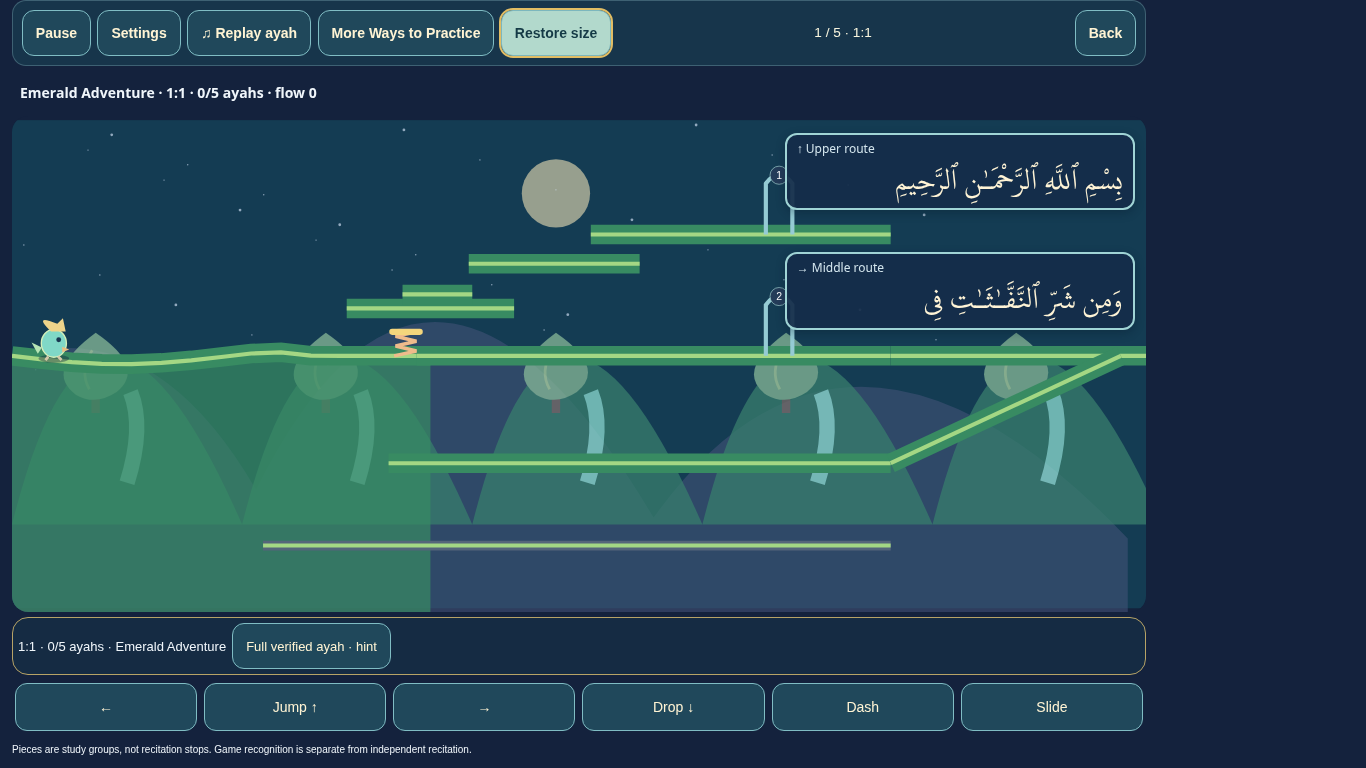 Pause Settings ♫ Replay ayah More Ways to Practice Restore size 1 / 5 · 1:1 Back
Emerald Adventure · 1:1 · 0/5 ayahs · flow 0
↑ Upper route
1
بِسْمِ ٱللَّهِ ٱلرَّحْمَـٰنِ ٱلرَّحِيمِ
→ Middle route
2
وَمِن شَرِّ ٱلنَّفَّـٰثَـٰتِ فِى
1:1 · 0/5 ayahs · Emerald Adventure Full verified ayah · hint
← Jump ↑ → Drop ↓ Dash Slide
Pieces are study groups, not recitation stops. Game recognition is separate from independent recitation.